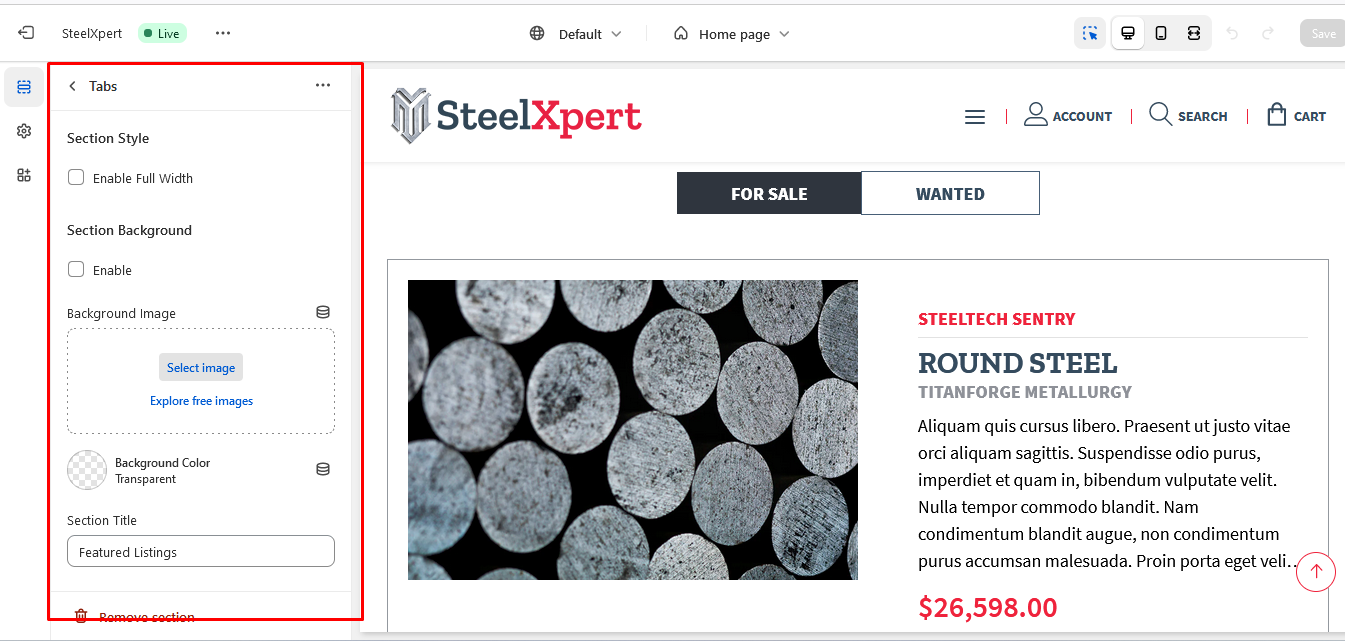 SteelXpert
Live
Default
Home page
Save
Tabs
Section Style
Enable Full Width
Section Background
Enable
Background Image
Select image
Explore free images
Background Color
Transparent
Section Title
Featured Listings
Remove section
SteelXpert
ACCOUNT
SEARCH
CART
FOR SALE
WANTED
STEELTECH SENTRY
ROUND STEEL
TITANFORGE METALLURGY
Aliquam quis cursus libero. Praesent ut justo vitae
orci aliquam sagittis. Suspendisse odio purus,
imperdiet et quam in, bibendum vulputate velit.
Nulla tempor commodo blandit. Nam
condimentum blandit augue, non condimentum
purus accumsan malesuada. Proin porta eget veli…
$26,598.00